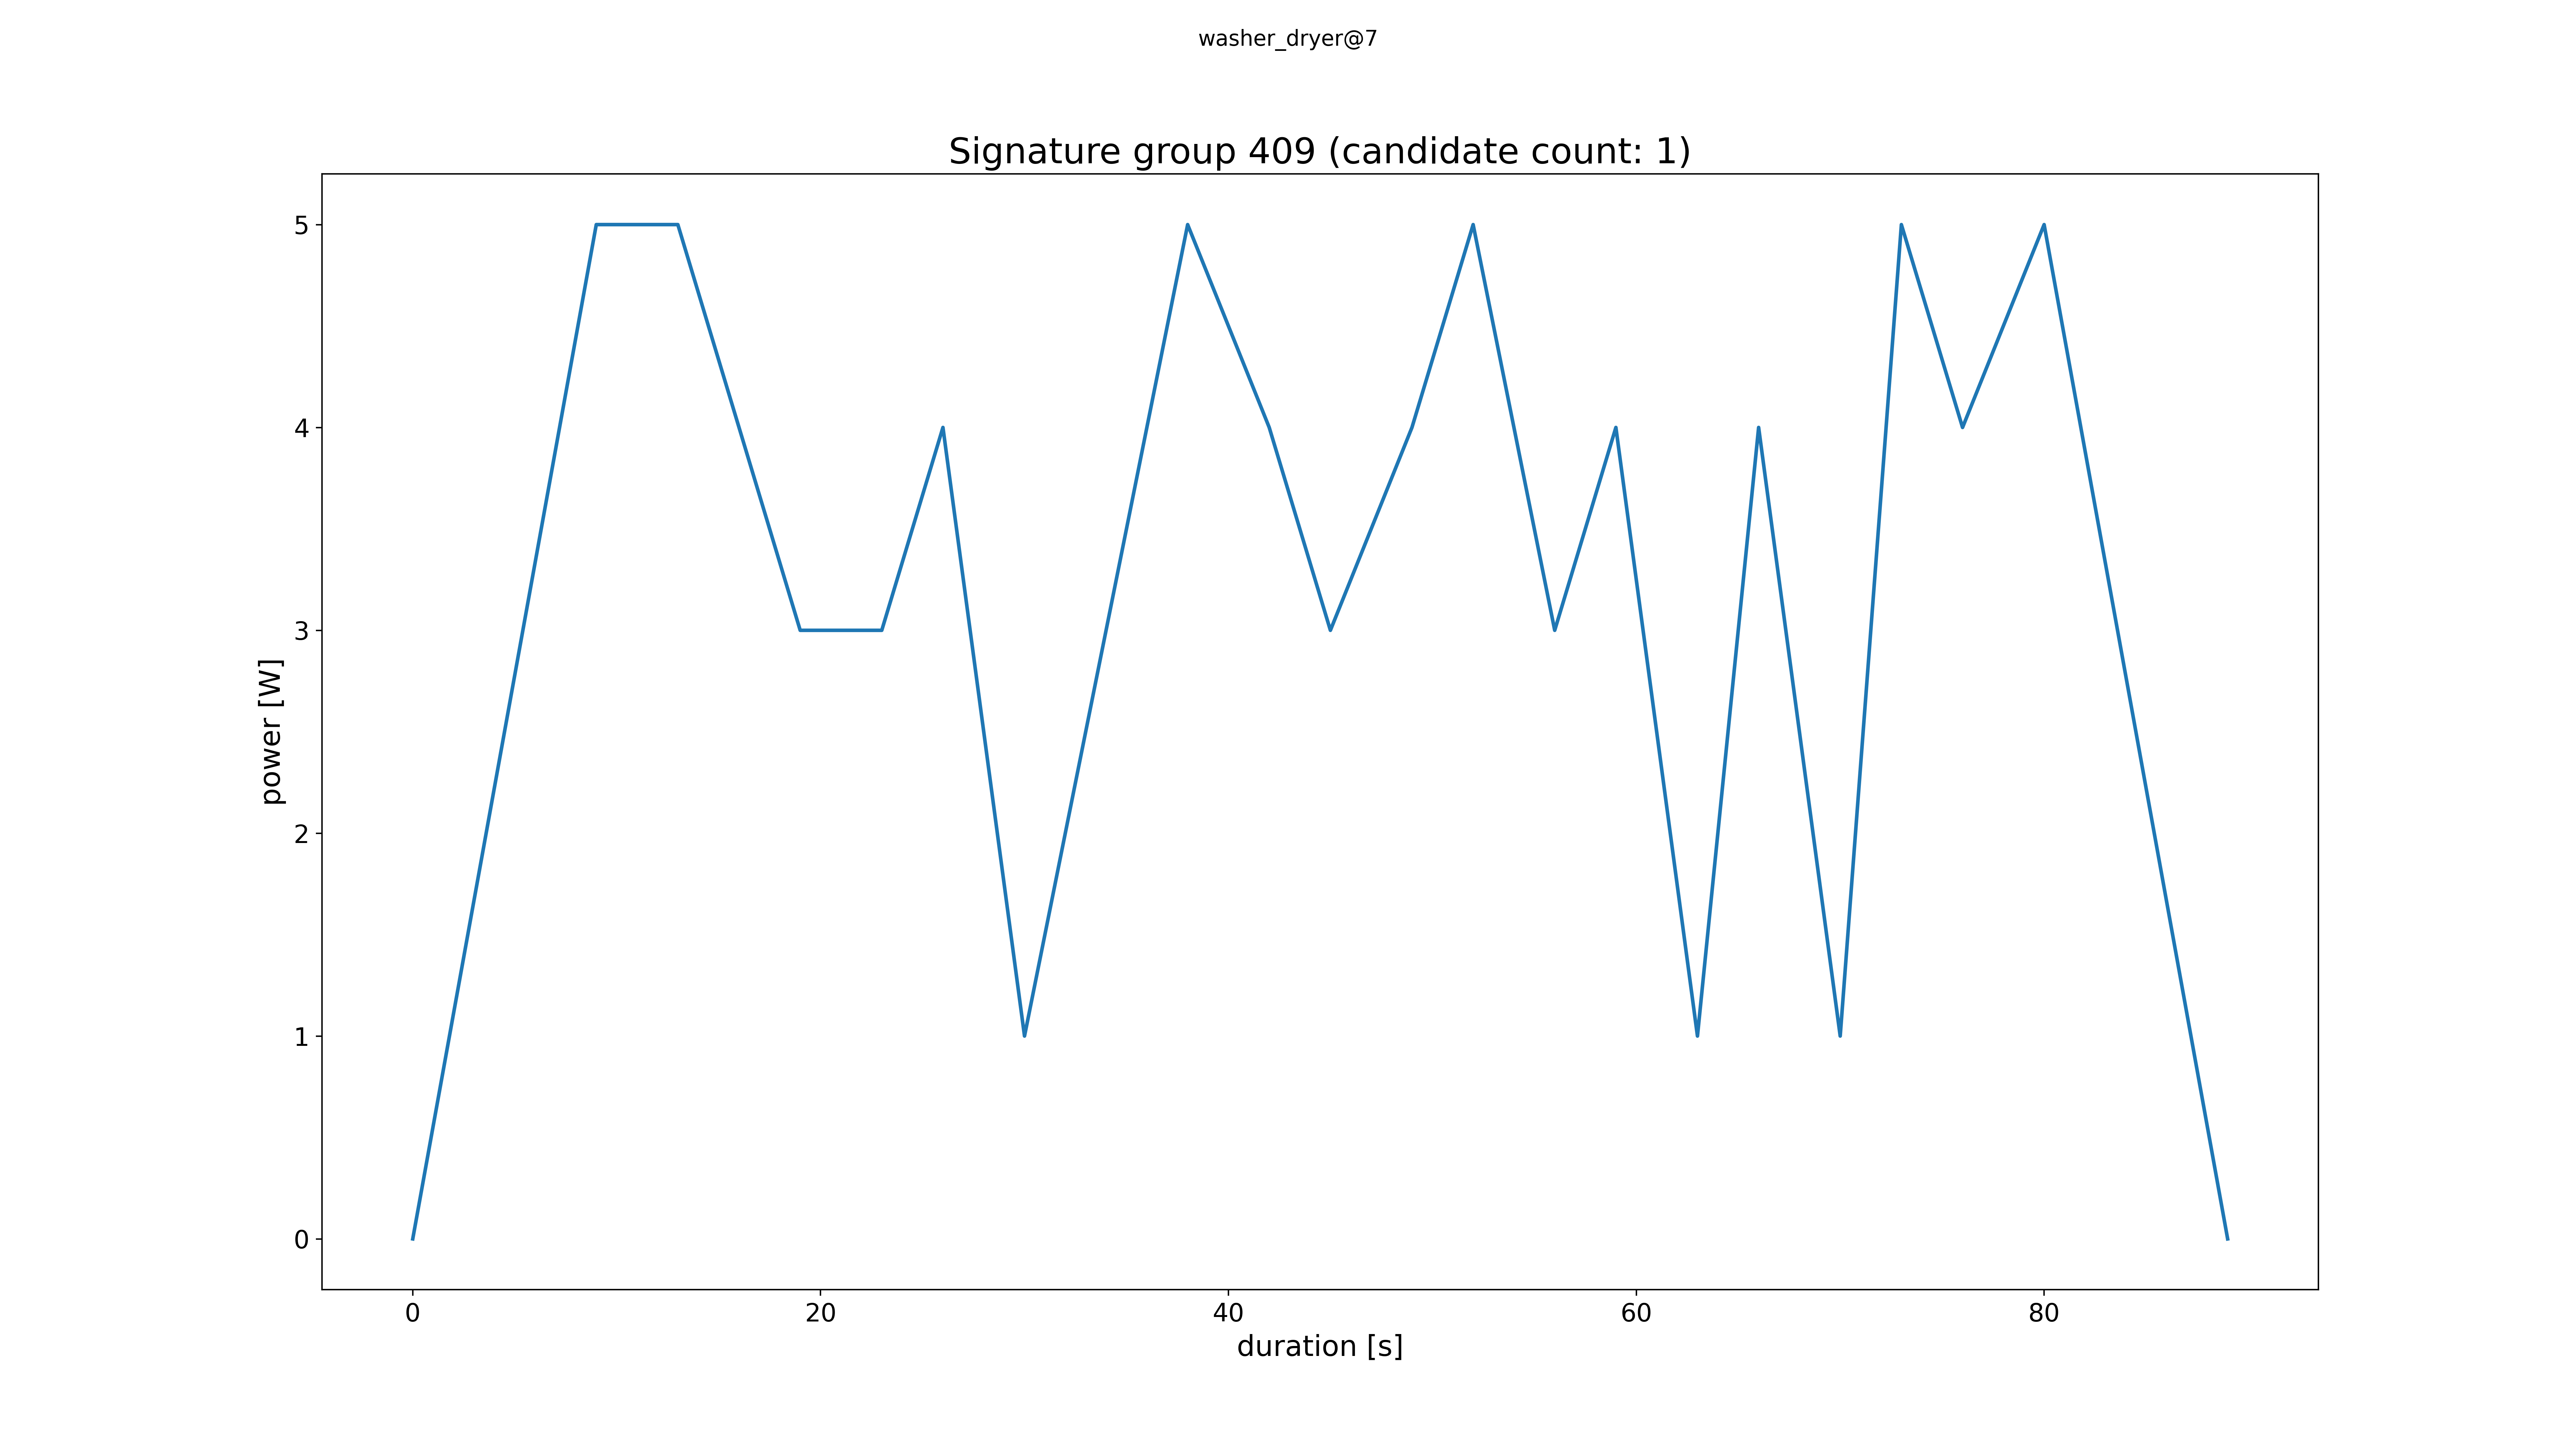 washer_dryer@7
Signature group 409 (candidate count: 1)
5
4
3
2
1
0
power [W]
0 20 40 60 80
duration [s]